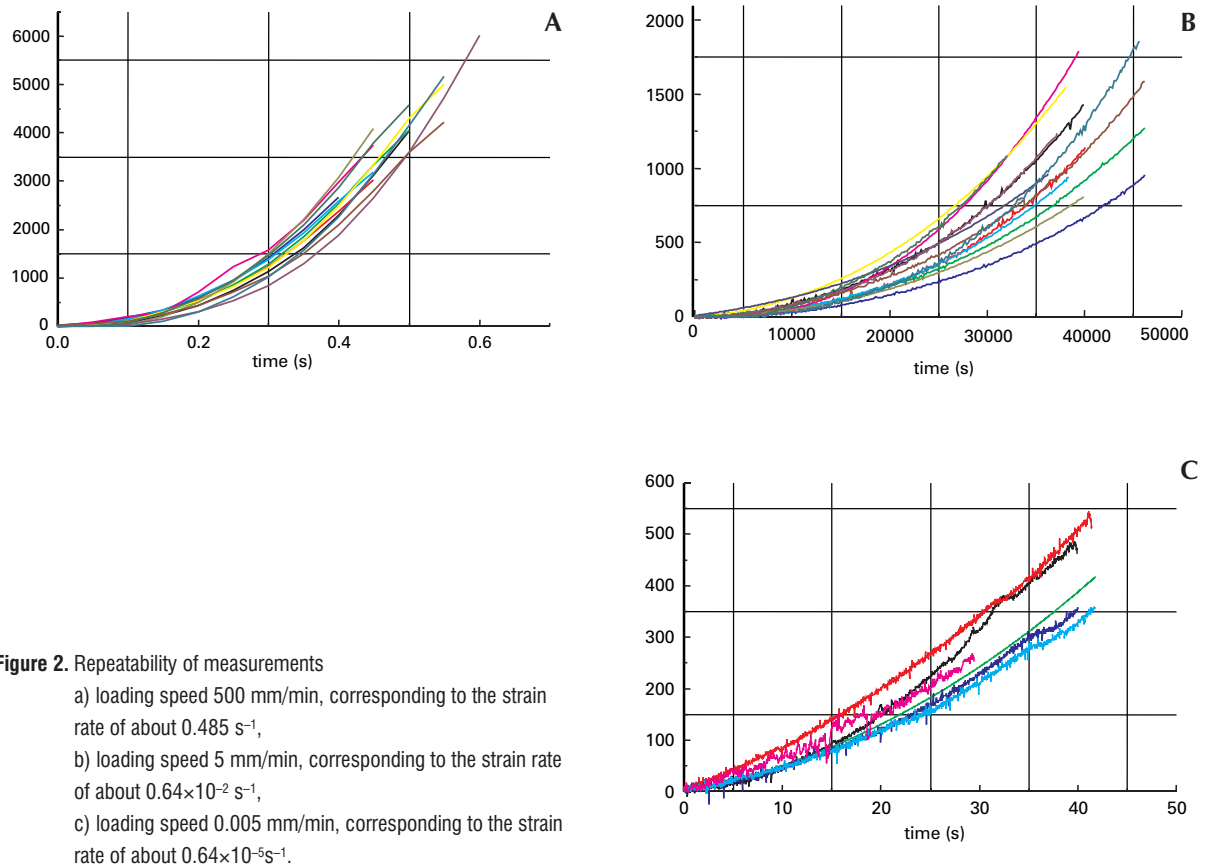 A
6000
5000
4000
3000
2000
1000
0
0.0 0.2 0.4 0.6
time (s)
B
2000
1500
1000
500
0
0 10000 20000 30000 40000 50000
time (s)
C
600
500
400
300
200
100
0
0 10 20 30 40 50
time (s)
Figure 2. Repeatability of measurements
a) loading speed 500 mm/min, corresponding to the strain
rate of about 0.485 s⁻¹,
b) loading speed 5 mm/min, corresponding to the strain rate
of about 0.64×10⁻² s⁻¹,
c) loading speed 0.005 mm/min, corresponding to the strain
rate of about 0.64×10⁻⁵s⁻¹.